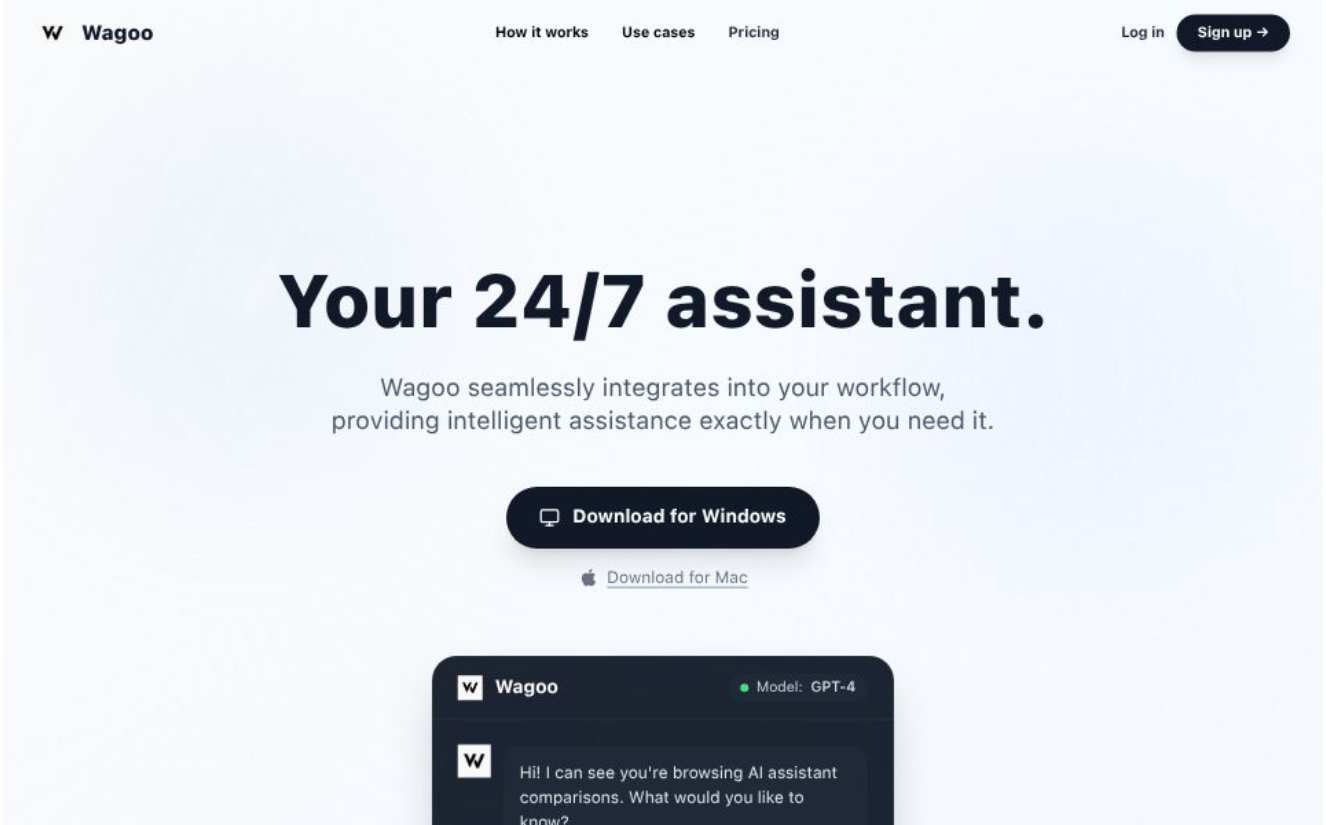 Wagoo
How it works
Use cases
Pricing
Log in
Sign up →
Your 24/7 assistant.
Wagoo seamlessly integrates into your workflow,
providing intelligent assistance exactly when you need it.
Download for Windows
Download for Mac
Wagoo
Model: GPT-4
Hi! I can see you're browsing AI assistant
comparisons. What would you like to
know?